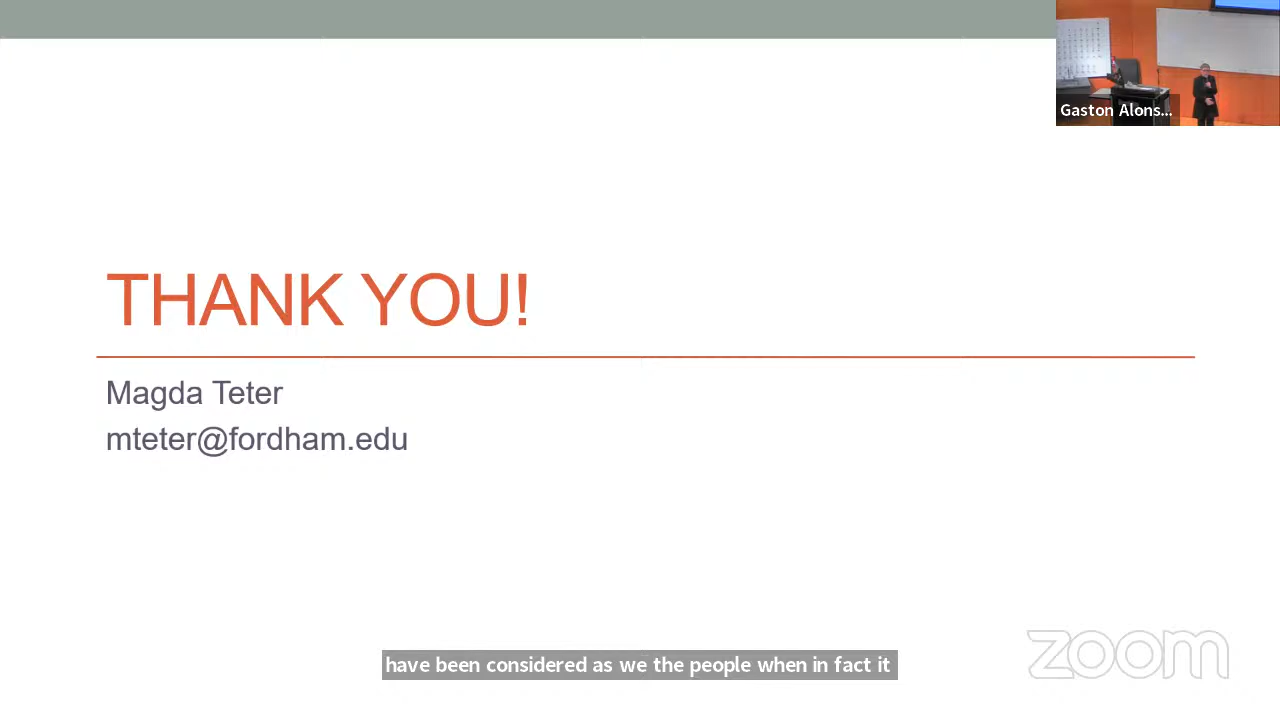 Gaston Alons...
THANK YOU!
Magda Teter
mteter@fordham.edu
have been considered as we the people when in fact it
zoom